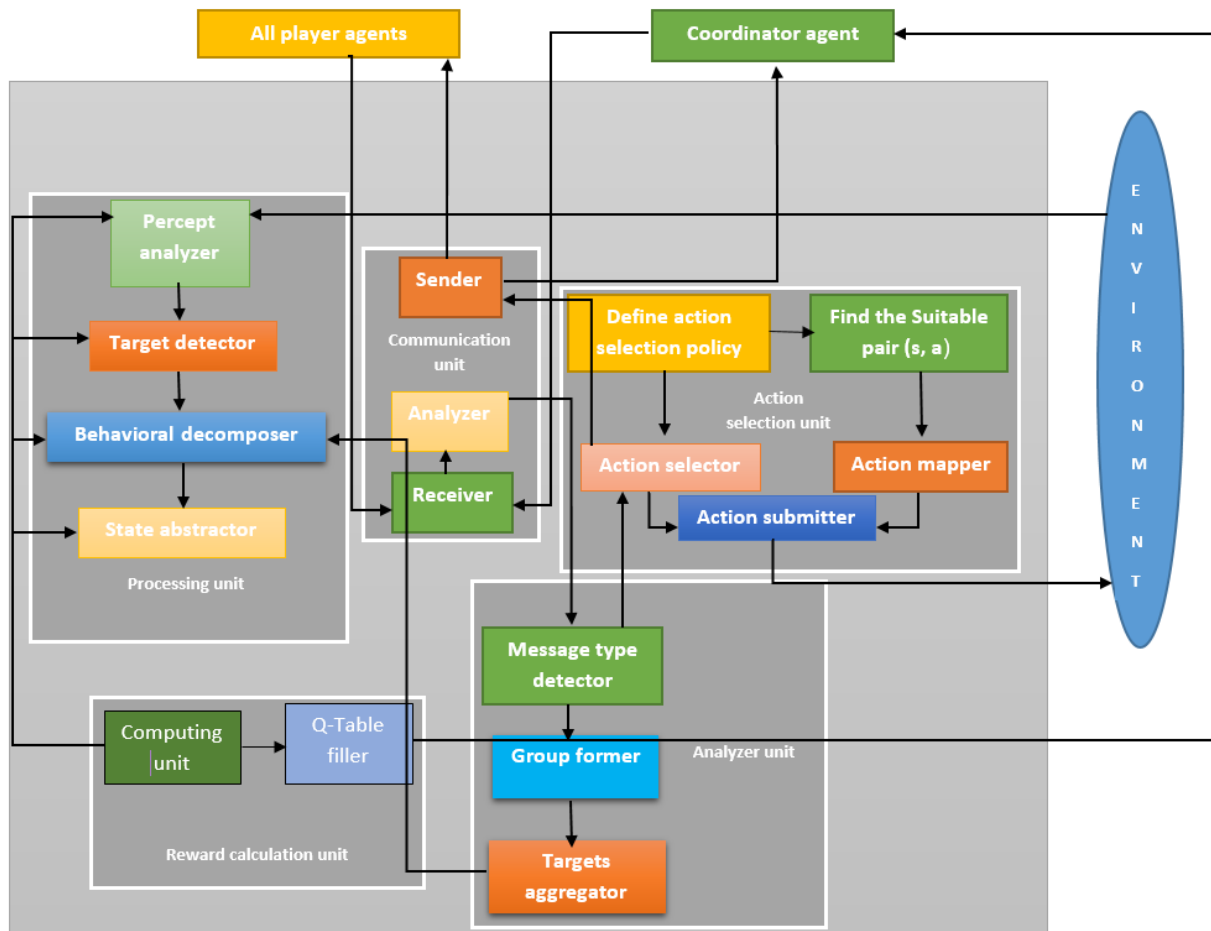 All player agents
Coordinator agent
Percept
analyzer
Target detector
Behavioral decomposer
State abstractor
Processing unit
Sender
Communication
unit
Analyzer
Receiver
Define action
selection policy
Find the Suitable
pair (s, a)
Action
selection unit
Action selector
Action mapper
Action submitter
E
N
V
I
R
O
N
M
E
N
T
Message type
detector
Group former
Analyzer unit
Targets
aggregator
Computing
unit
Q-Table
filler
Reward calculation unit